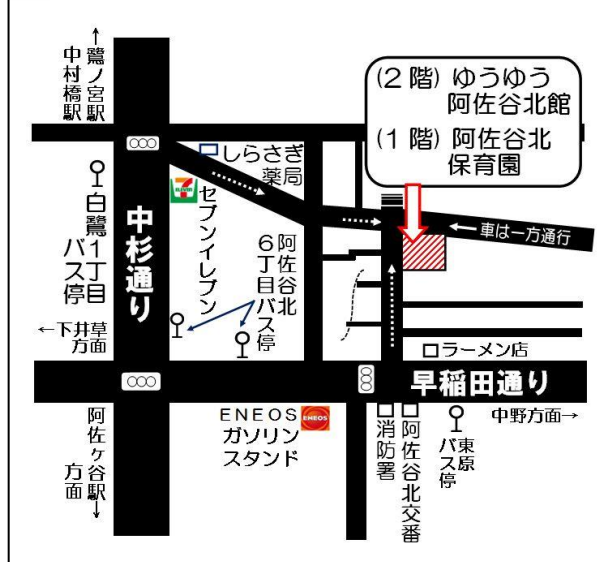 ↑鷺ノ宮駅
中村橋駅
(2階) ゆうゆう
阿佐谷北館
(1階) 阿佐谷北
保育園
しらさぎ
薬局
7 ELEVEN
セブンイレブン
白鷺1丁目
バス停
中杉通り
阿佐谷北
6丁目バス停
←車は一方通行
←下井草
方面
ラーメン店
早稲田通り
中野方面→
ENEOS
ガソリン
スタンド
ENEOS
消防署
阿佐谷北交番
東原
バス停
阿佐ヶ谷駅
方面↓